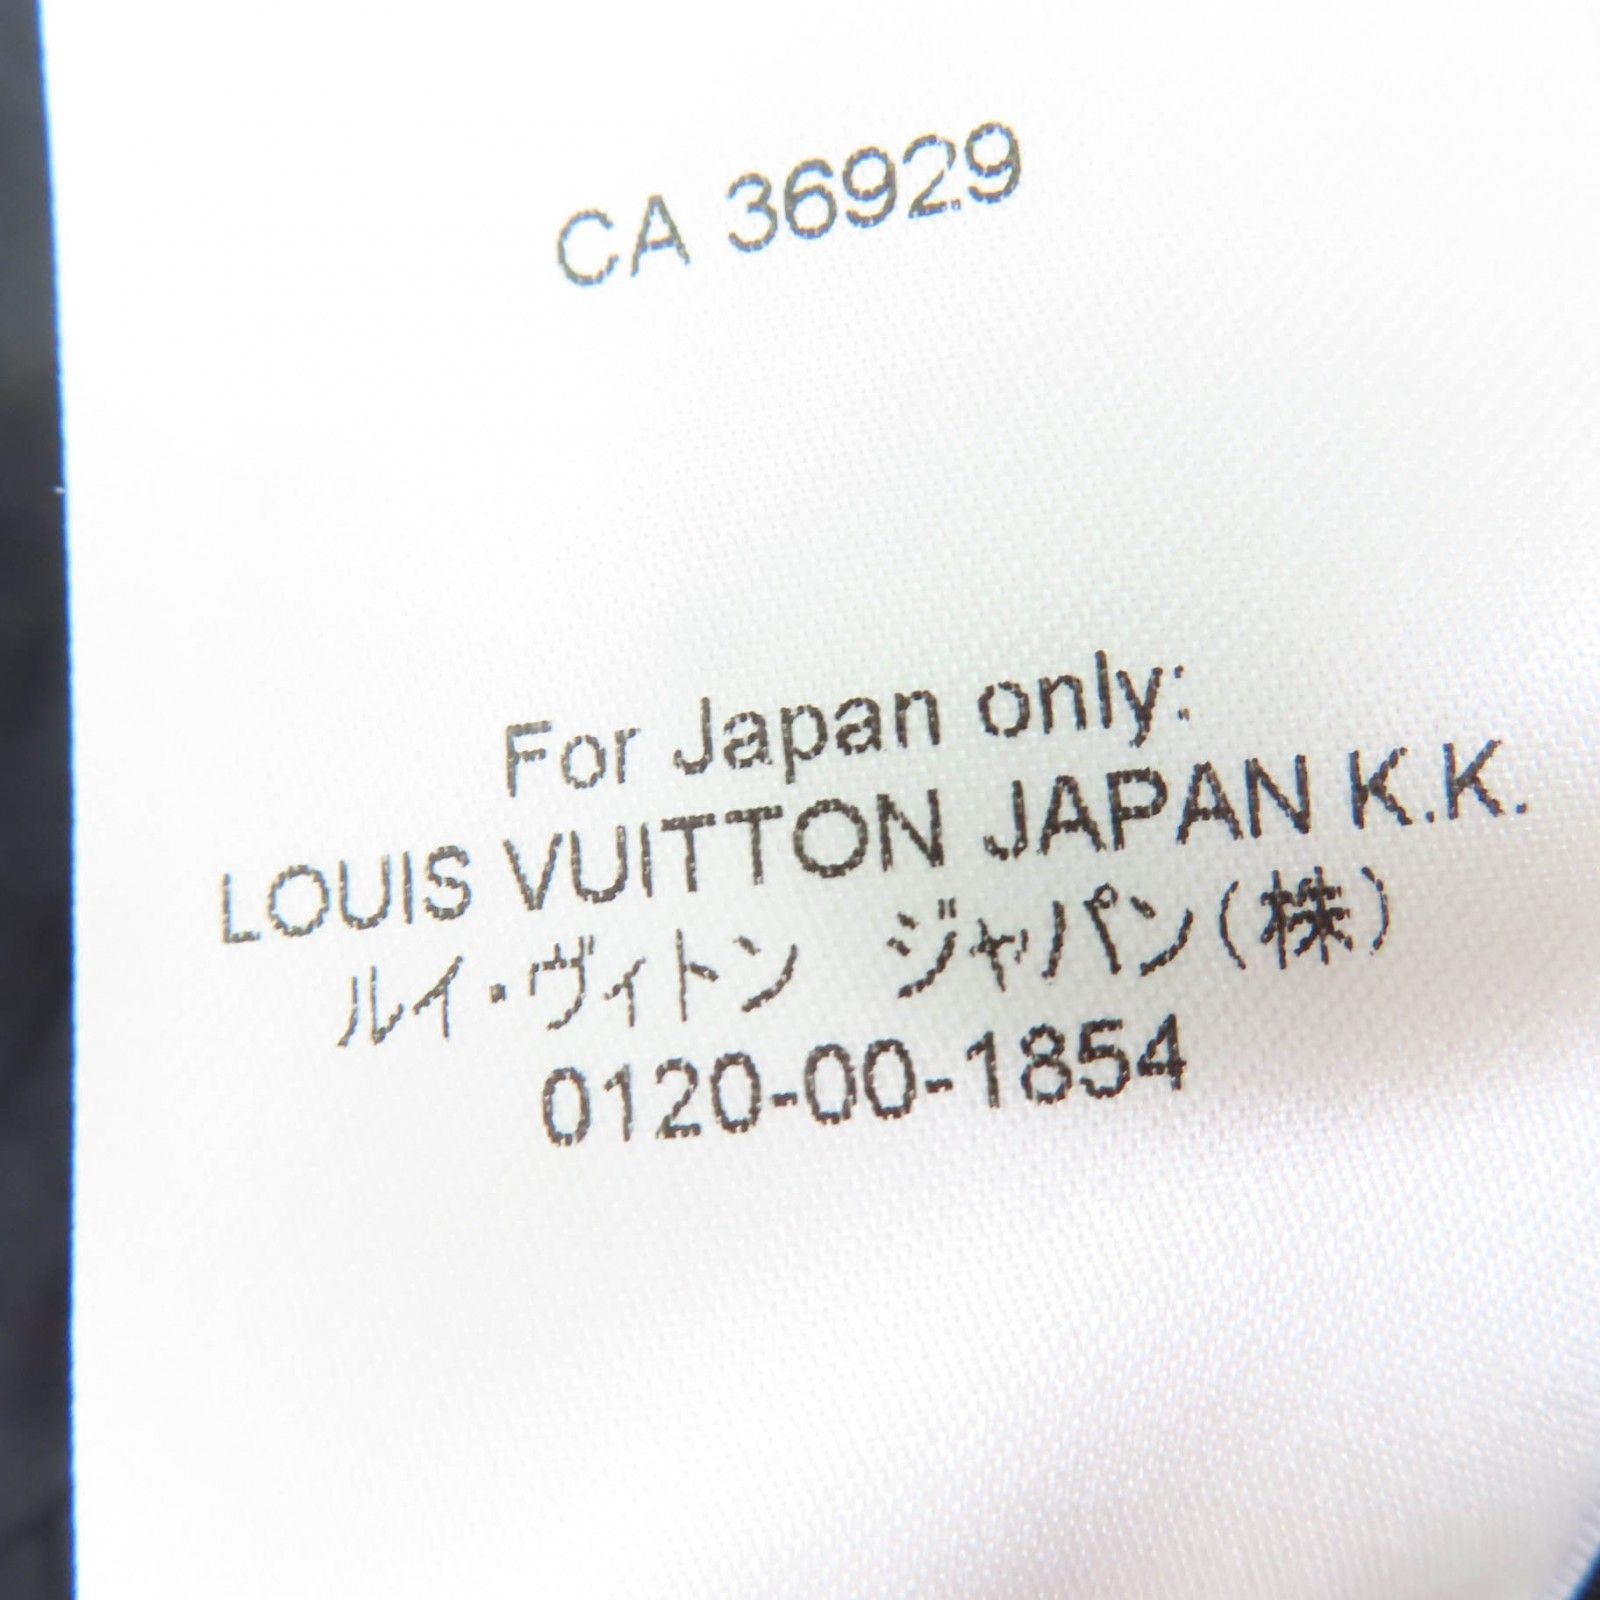 CA 36929
For Japan only:
LOUIS VUITTON JAPAN K.K.
ルイ・ヴィトン ジャパン(株)
0120-00-1854